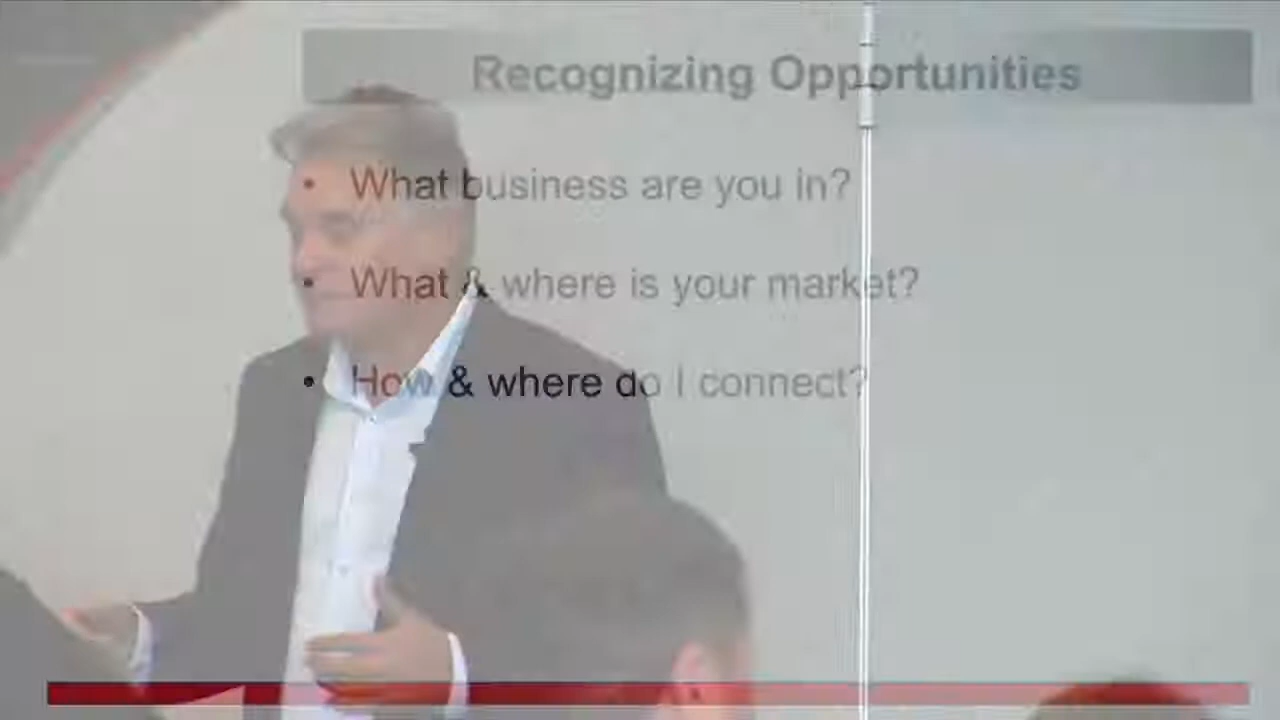 Recognizing Opportunities
• What business are you in?
• What & where is your market?
• How & where do I connect?